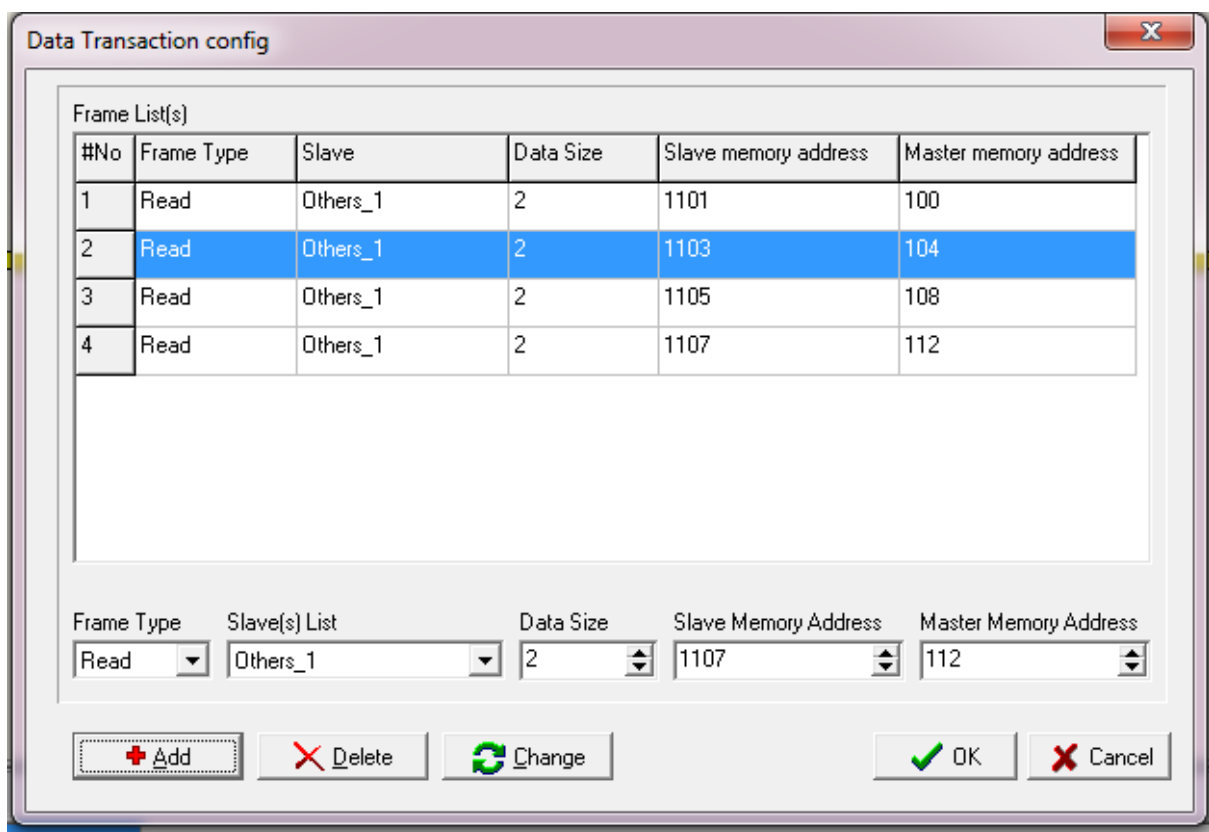 Data Transaction config
Frame List(s)
#No Frame Type Slave Data Size Slave memory address Master memory address
1 Read Others_1 2 1101 100
2 Read Others_1 2 1103 104
3 Read Others_1 2 1105 108
4 Read Others_1 2 1107 112
Frame Type Slave(s) List Data Size Slave Memory Address Master Memory Address
Read Others_1 2 1107 112
Add Delete Change OK Cancel